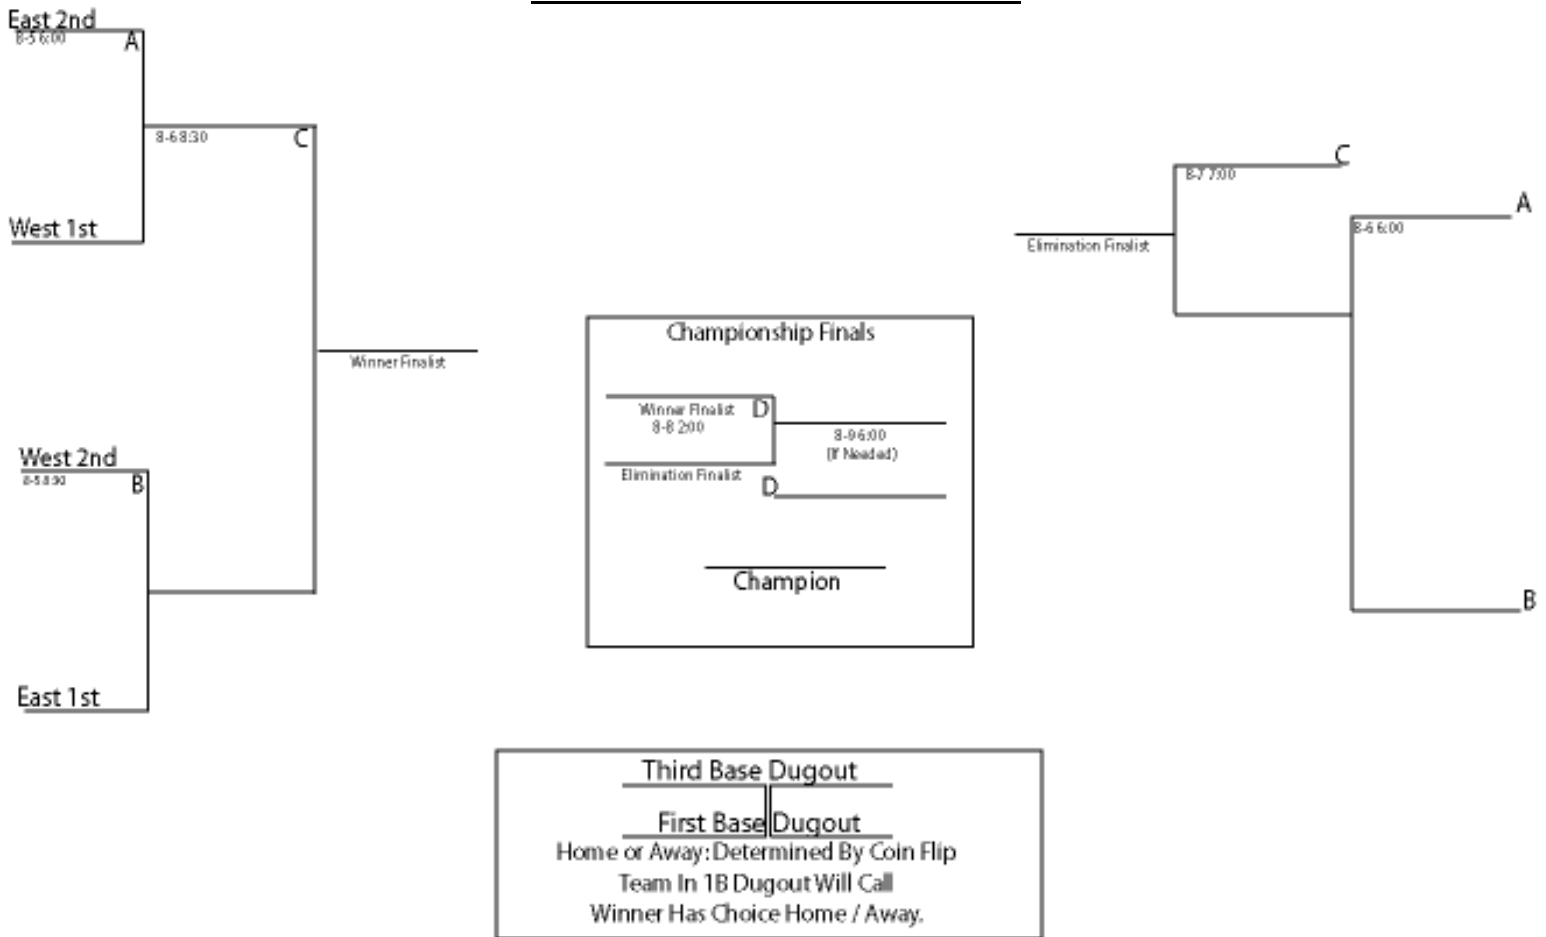 East 2nd
8-5 6:00
A
8-6 8:30
C
West 1st
Winner Finalist
West 2nd
8-5 8:30
B
East 1st
Championship Finals
Winner Finalist
D
8-8 2:00
8-9 6:00
(If Needed)
Elimination Finalist
D
Champion
C
8-7 7:00
A
8-6 6:00
Elimination Finalist
B
Third Base Dugout
First Base Dugout
Home or Away: Determined By Coin Flip
Team In 1B Dugout Will Call
Winner Has Choice Home / Away.